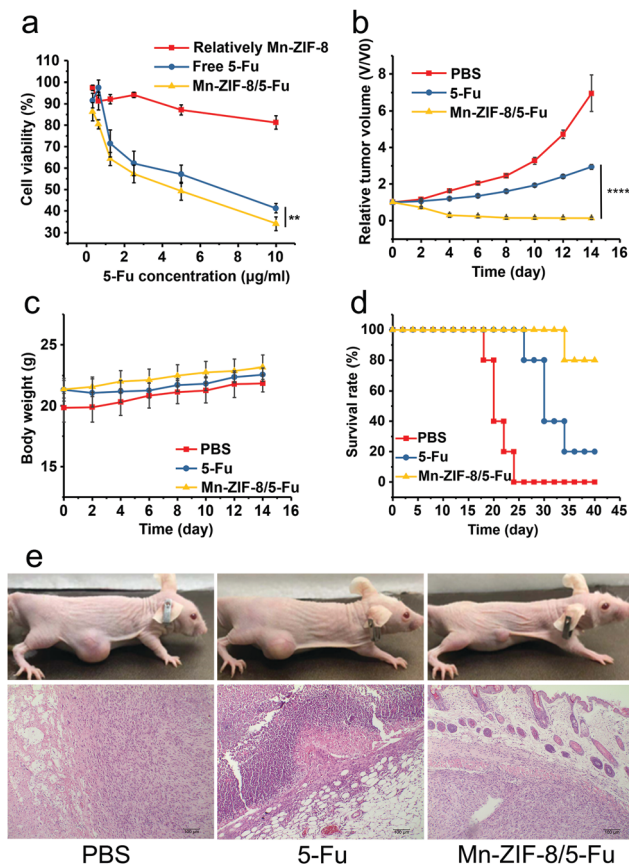 a
Relatively Mn-ZIF-8
Free 5-Fu
Mn-ZIF-8/5-Fu
Cell viability (%)
110
100
90
80
70
60
50
40
30
0 2 4 6 8 10
5-Fu concentration (μg/ml)
**
b
PBS
5-Fu
Mn-ZIF-8/5-Fu
Relative tumor volume (V/V0)
10
8
6
4
2
0
0 2 4 6 8 10 12 14 16
Time (day)
****
c
Body weight (g)
25
20
15
PBS
5-Fu
Mn-ZIF-8/5-Fu
0 2 4 6 8 10 12 14 16
Time (day)
d
Survival rate (%)
100
80
60
40
20
0
PBS
5-Fu
Mn-ZIF-8/5-Fu
0 5 10 15 20 25 30 35 40
Time (day)
e
PBS 5-Fu Mn-ZIF-8/5-Fu